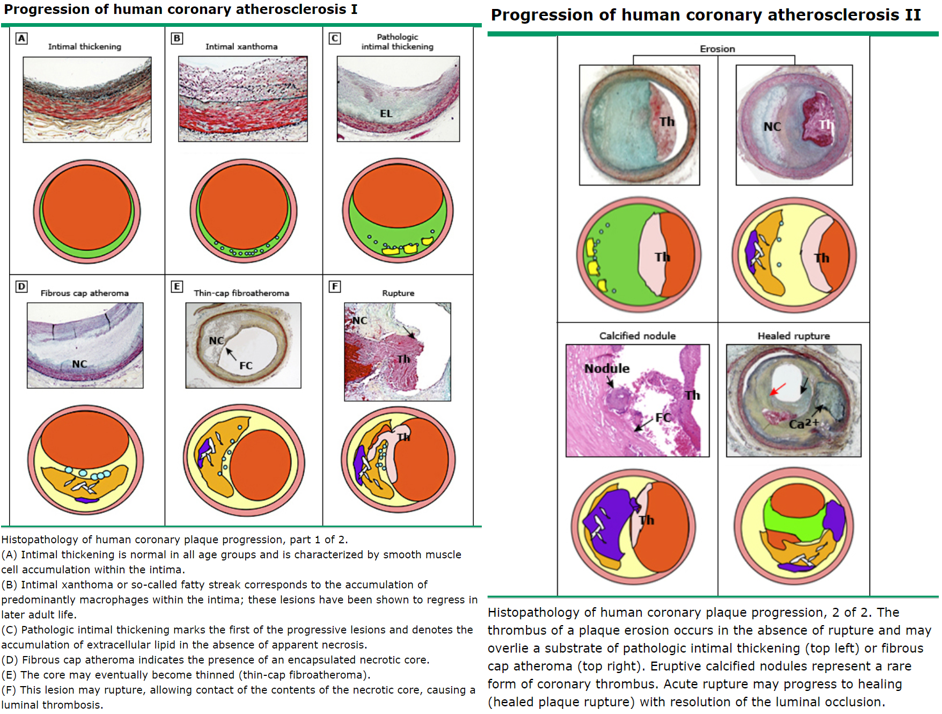 Progression of human coronary atherosclerosis I
A
Intimal thickening
B
Intimal xanthoma
C
Pathologic
intimal thickening
EL
D
Fibrous cap atheroma
NC
E
Thin-cap fibroatheroma
NC
FC
F
Rupture
NC
Th
Th
Histopathology of human coronary plaque progression, part 1 of 2.
(A) Intimal thickening is normal in all age groups and is characterized by smooth muscle
cell accumulation within the intima.
(B) Intimal xanthoma or so-called fatty streak corresponds to the accumulation of
predominantly macrophages within the intima; these lesions have been shown to regress in
later adult life.
(C) Pathologic intimal thickening marks the first of the progressive lesions and denotes the
accumulation of extracellular lipid in the absence of apparent necrosis.
(D) Fibrous cap atheroma indicates the presence of an encapsulated necrotic core.
(E) The core may eventually become thinned (thin-cap fibroatheroma).
(F) This lesion may rupture, allowing contact of the contents of the necrotic core, causing a
luminal thrombosis.
Progression of human coronary atherosclerosis II
Erosion
Th
NC
Th
Th
Th
Calcified nodule
Nodule
Th
FC
Healed rupture
Ca2+
Th
Histopathology of human coronary plaque progression, 2 of 2. The
thrombus of a plaque erosion occurs in the absence of rupture and may
overlie a substrate of pathologic intimal thickening (top left) or fibrous
cap atheroma (top right). Eruptive calcified nodules represent a rare
form of coronary thrombus. Acute rupture may progress to healing
(healed plaque rupture) with resolution of the luminal occlusion.